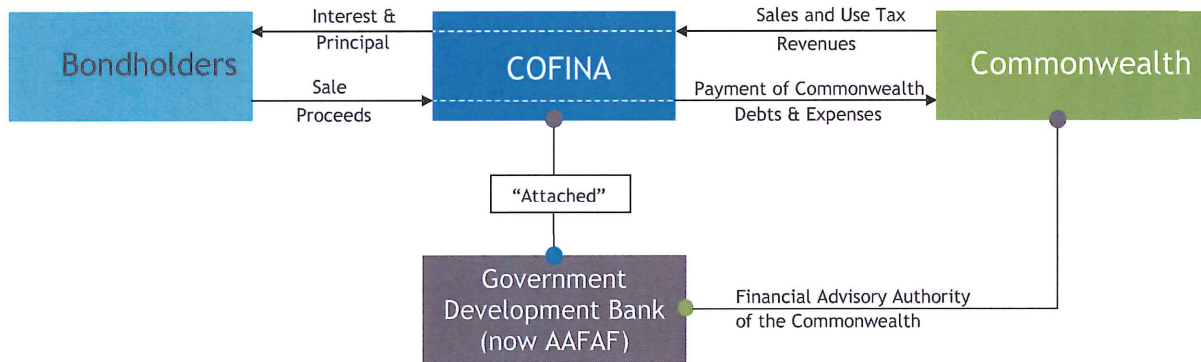 Bondholders
Interest &
Principal
Sale
Proceeds
COFINA
Sales and Use Tax
Revenues
Payment of Commonwealth
Debts & Expenses
Commonwealth
“Attached”
Government
Development Bank
(now AAFAF)
Financial Advisory Authority
of the Commonwealth